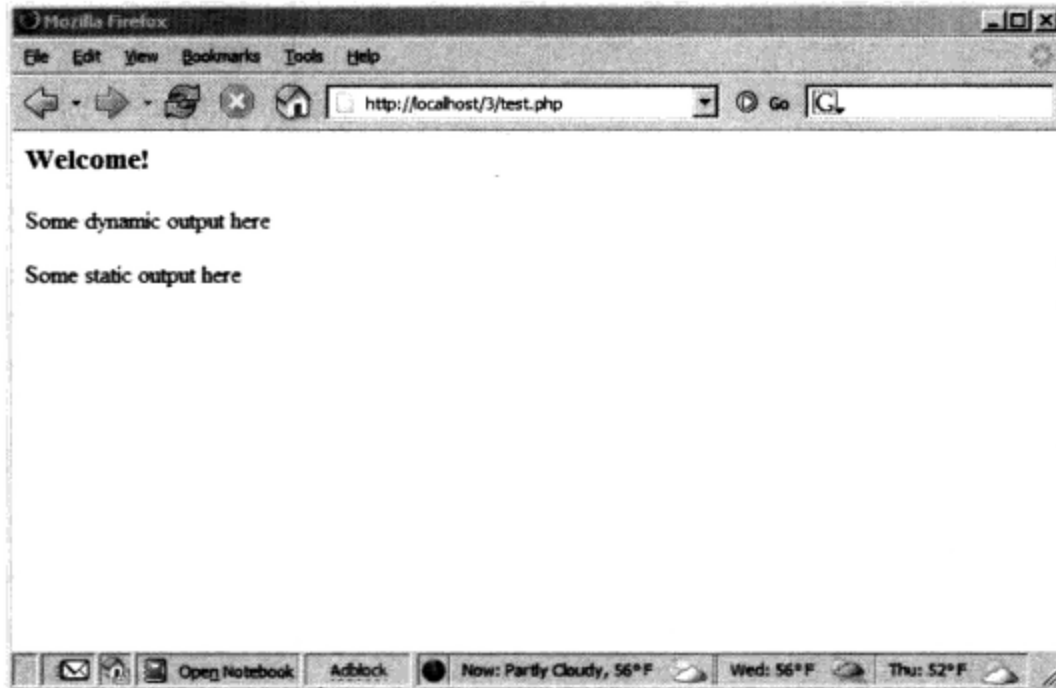 Mozilla Firefox
File Edit View Bookmarks Tools Help
http://localhost/3/test.php Go G
Welcome!
Some dynamic output here
Some static output here
Open Notebook Adblock Now: Partly Cloudy, 56° F Wed: 56° F Thu: 52° F